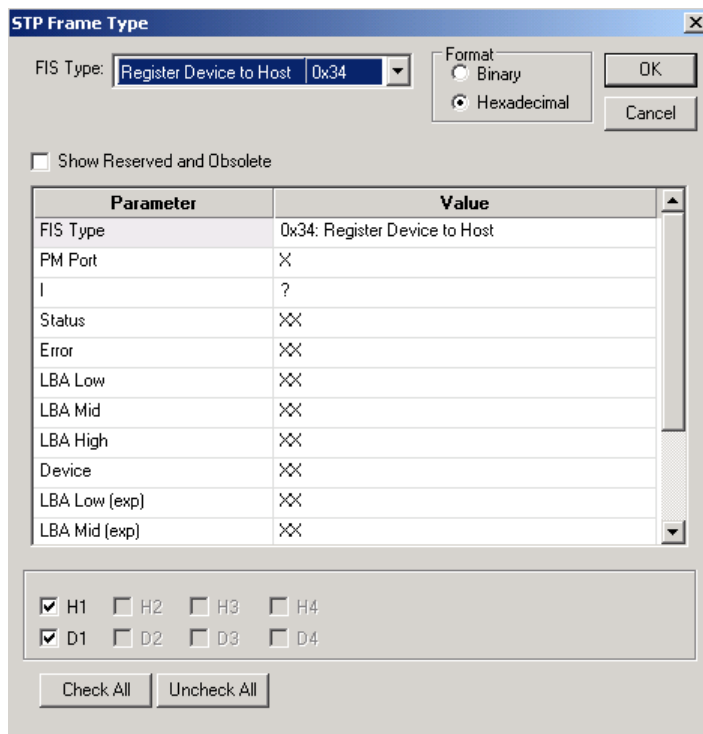 STP Frame Type
FIS Type: Register Device to Host 0x34
Format
Binary
Hexadecimal
OK
Cancel
Show Reserved and Obsolete
Parameter Value
FIS Type 0x34: Register Device to Host
PM Port X
I ?
Status XX
Error XX
LBA Low XX
LBA Mid XX
LBA High XX
Device XX
LBA Low (exp) XX
LBA Mid (exp) XX
H1 H2 H3 H4
D1 D2 D3 D4
Check All Uncheck All